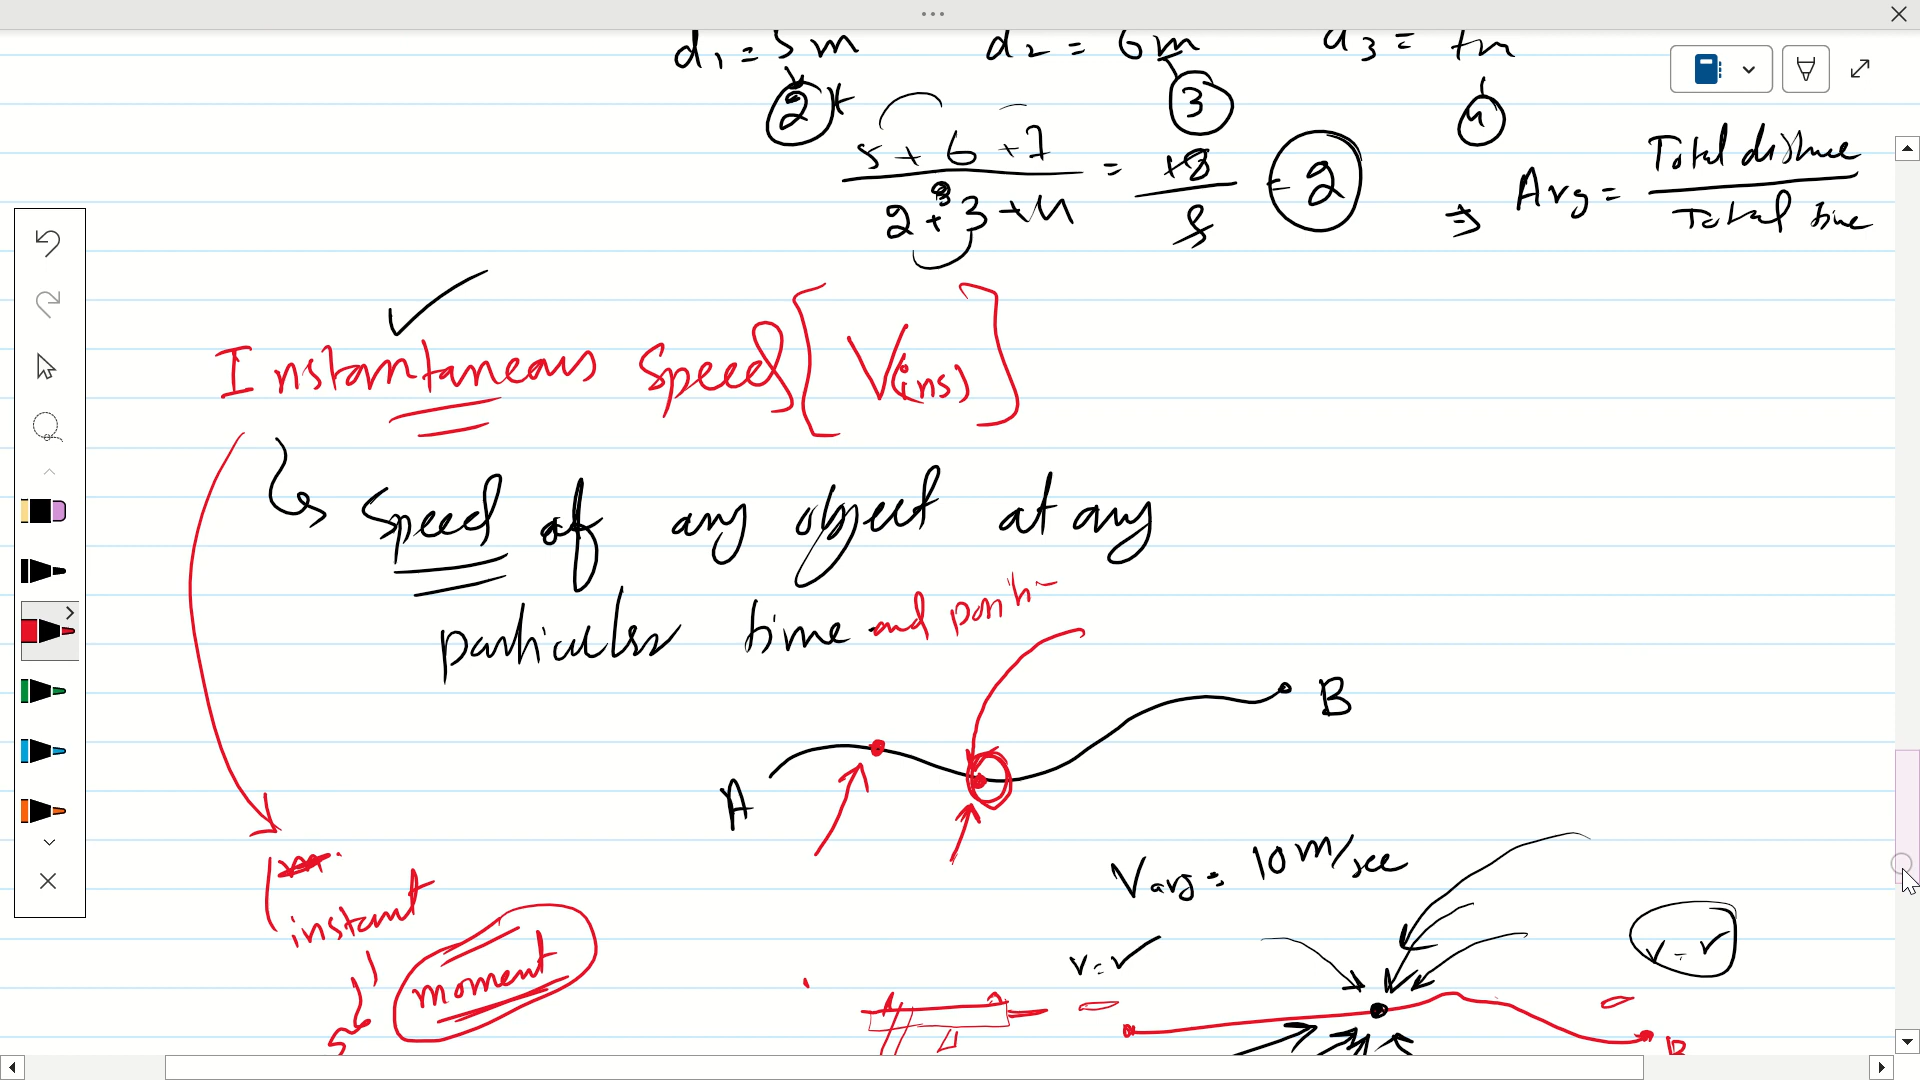 d1 = 5 m d2 = 6 m d3 = 7m
2 3 4
5 + 6 + 7 / 2 + 3 + 4 = 18 / 9 = 2
⇒ Avg = Total distance / Total time
Instantaneous Speed [ V(ins) ]
Speed of any object at any
particular time and positi
B
A
Vavg = 10 m/sec
instant
v = v
moment
v = v
B